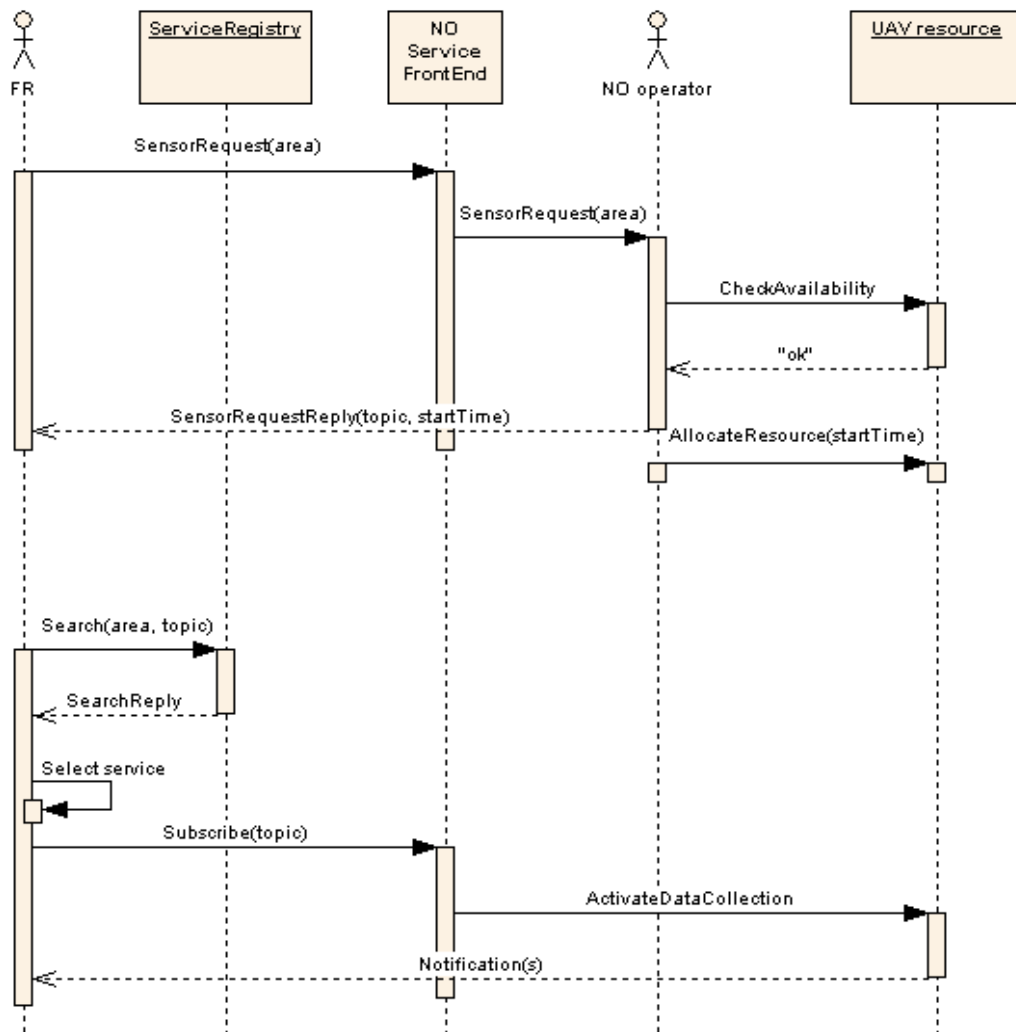 ServiceRegistry
NO
Service
FrontEnd
UAV resource
FR
NO operator
SensorRequest(area)
SensorRequest(area)
CheckAvailability
"ok"
SensorRequestReply(topic, startTime)
AllocateResource(startTime)
Search(area, topic)
SearchReply
Select service
Subscribe(topic)
ActivateDataCollection
Notification(s)